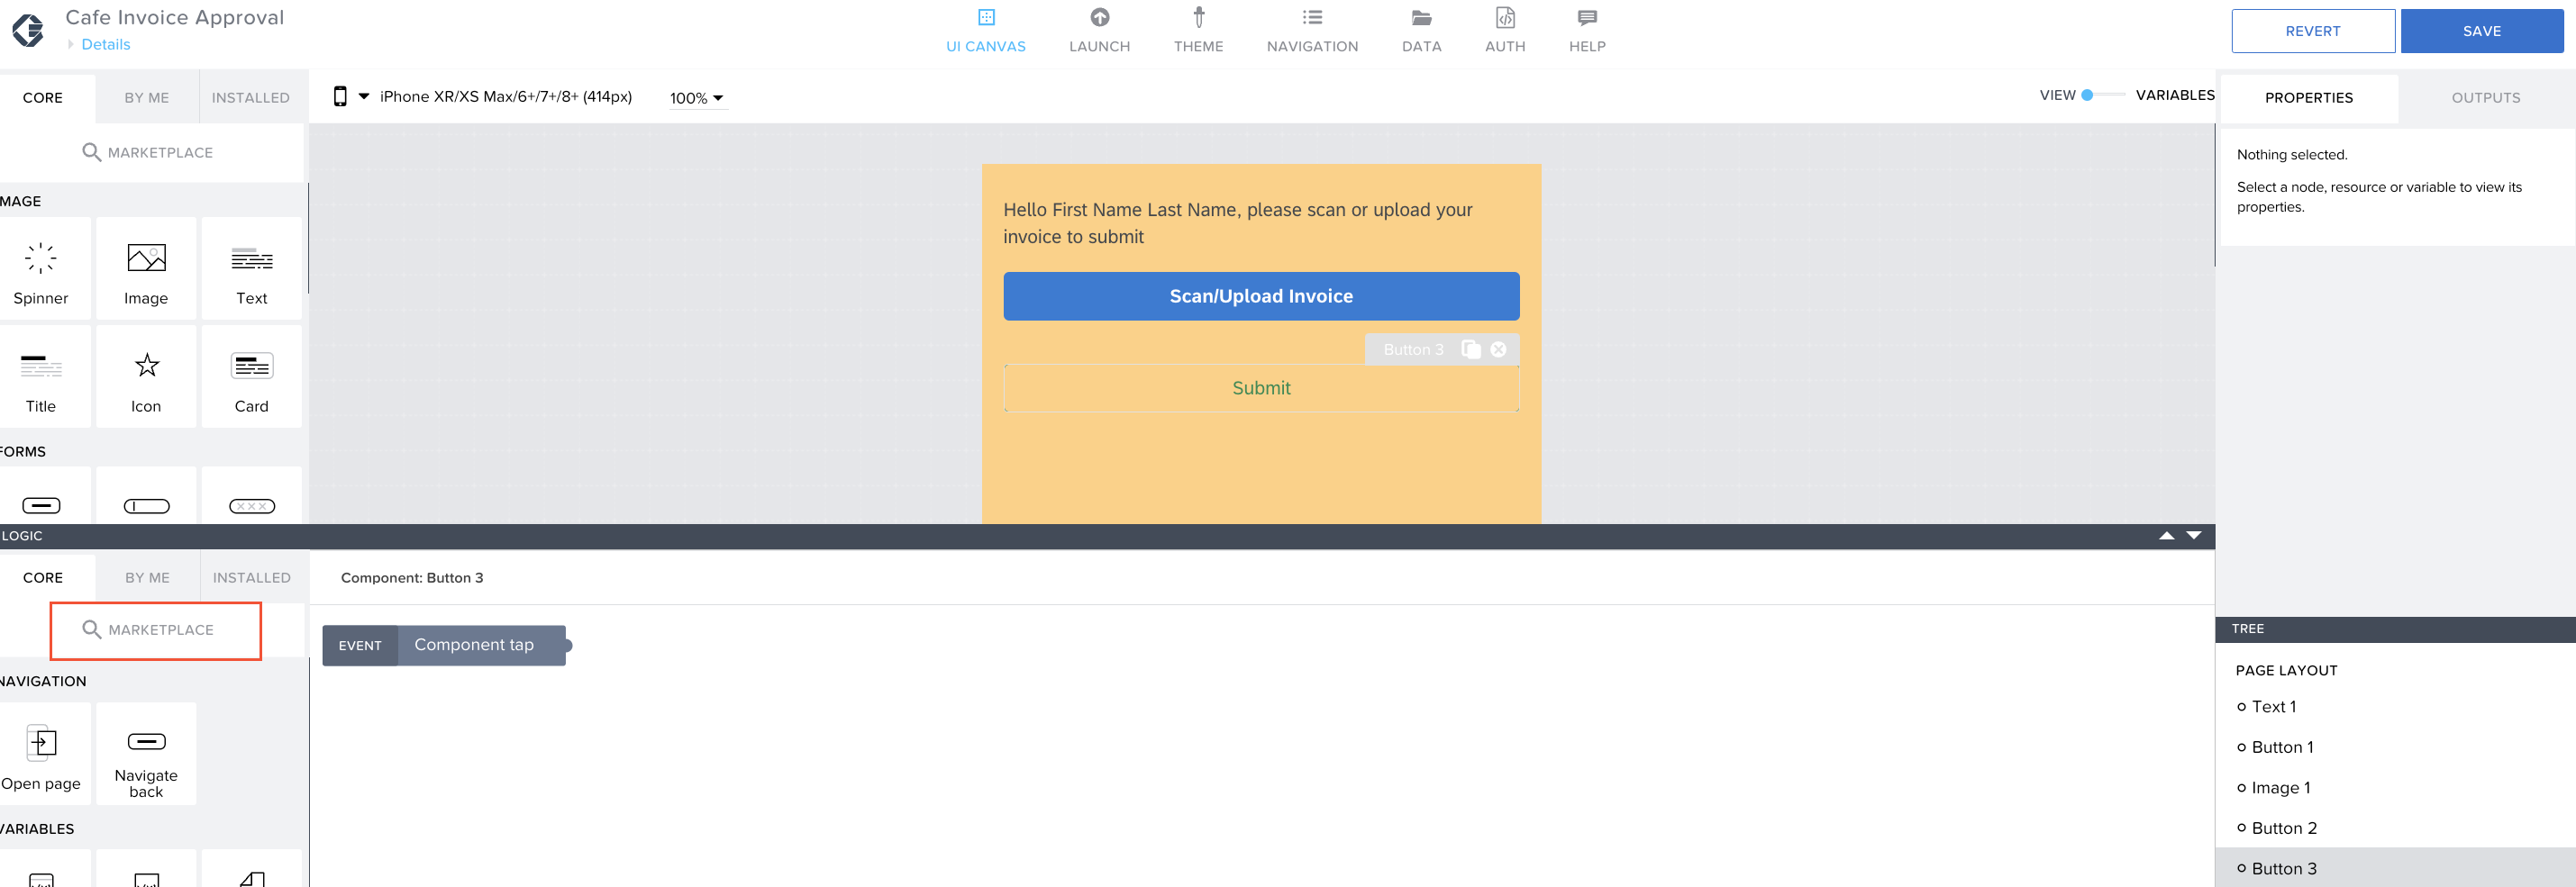 Cafe Invoice Approval
Details
UI CANVAS
LAUNCH
THEME
NAVIGATION
DATA
AUTH
HELP
REVERT
SAVE
CORE
BY ME
INSTALLED
iPhone XR/XS Max/6+/7+/8+ (414px)
100%
VIEW
VARIABLES
PROPERTIES
OUTPUTS
MARKETPLACE
Nothing selected.
Select a node, resource or variable to view its
properties.
MAGE
Spinner
Image
Text
Title
Icon
Card
FORMS
Hello First Name Last Name, please scan or upload your
invoice to submit
Scan/Upload Invoice
Button 3
Submit
LOGIC
CORE
BY ME
INSTALLED
Component: Button 3
MARKETPLACE
EVENT
Component tap
NAVIGATION
Open page
Navigate
back
VARIABLES
TREE
PAGE LAYOUT
Text 1
Button 1
Image 1
Button 2
Button 3